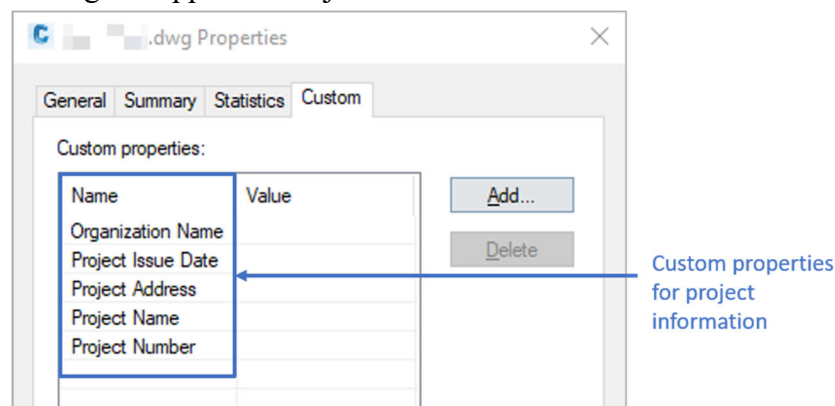 C .dwg Properties
General Summary Statistics Custom
Custom properties:
Name Value
Add...
Organization Name
Project Issue Date
Delete
Project Address
Project Name
Project Number
Custom properties
for project
information